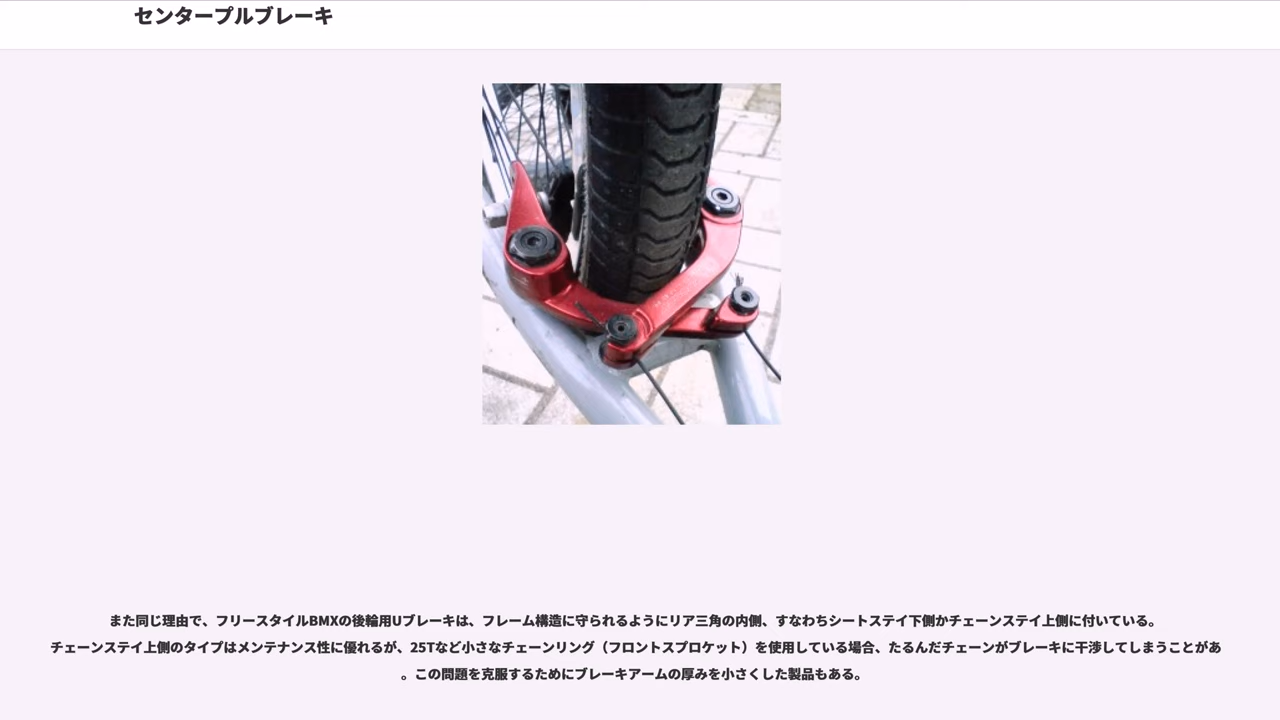 センタープルブレーキ
また同じ理由で、フリースタイルBMXの後輪用Uブレーキは、フレーム構造に守られるようにリア三角の内側、すなわちシートステイ下側かチェーンステイ上側に付いている。
チェーンステイ上側のタイプはメンテナンス性に優れるが、25Tなど小さなチェーンリング（フロントスプロケット）を使用している場合、たるんだチェーンがブレーキに干渉してしまうことがあ
。この問題を克服するためにブレーキアームの厚みを小さくした製品もある。